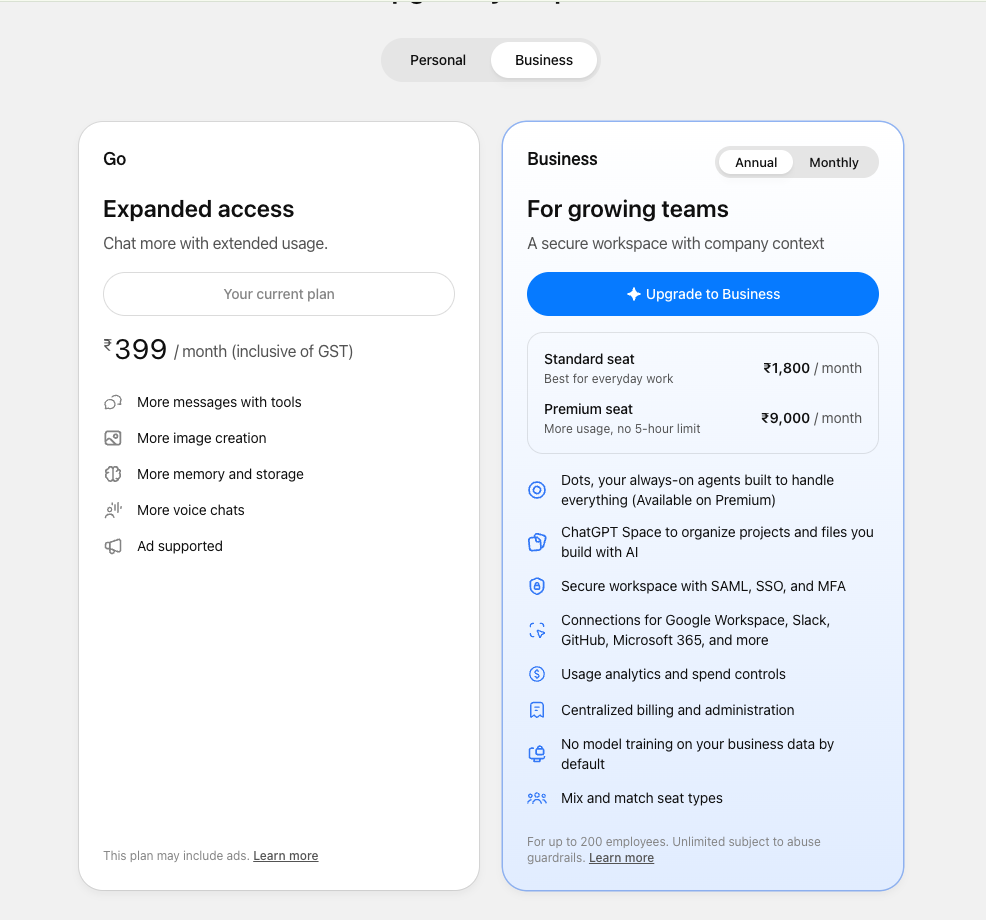 Personal
Business
Go
Expanded access
Chat more with extended usage.
Your current plan
₹399 / month (inclusive of GST)
More messages with tools
More image creation
More memory and storage
More voice chats
Ad supported
This plan may include ads. Learn more
Business
Annual
Monthly
For growing teams
A secure workspace with company context
Upgrade to Business
Standard seat
Best for everyday work
₹1,800 / month
Premium seat
More usage, no 5-hour limit
₹9,000 / month
Dots, your always-on agents built to handle
everything (Available on Premium)
ChatGPT Space to organize projects and files you
build with AI
Secure workspace with SAML, SSO, and MFA
Connections for Google Workspace, Slack,
GitHub, Microsoft 365, and more
Usage analytics and spend controls
Centralized billing and administration
No model training on your business data by
default
Mix and match seat types
For up to 200 employees. Unlimited subject to abuse
guardrails. Learn more